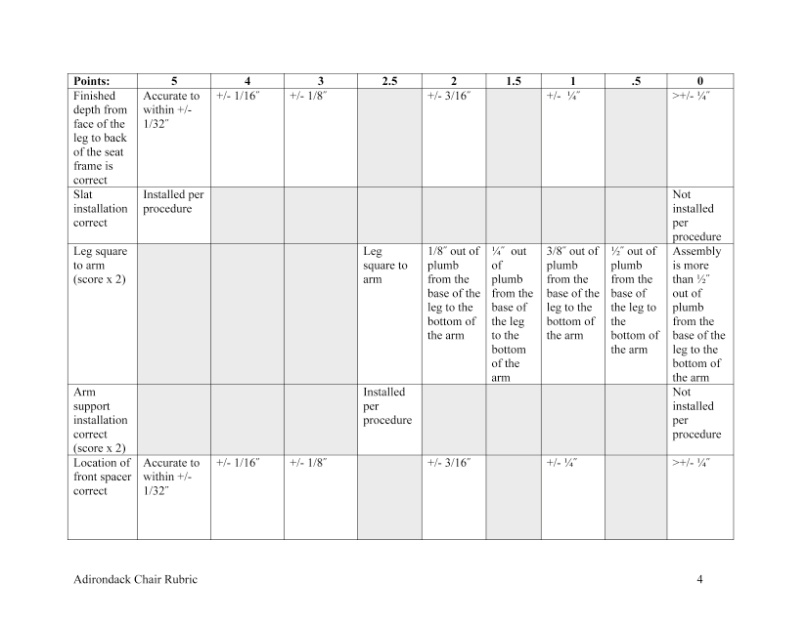 Points: 5 4 3 2.5 2 1.5 1 .5 0
Finished
depth from
face of the
leg to back
of the seat
frame is
correct
Accurate to
within +/-
1/32″
+/- 1/16″
+/- 1/8″
+/- 3/16″
+/- ¼″
>+/- ¼″
Slat
installation
correct
Installed per
procedure
Not
installed
per
procedure
Leg square
to arm
(score x 2)
Leg
square to
arm
1/8″ out of
plumb
from the
base of the
leg to the
bottom of
the arm
¼″ out
of
plumb
from the
base of
the leg
to the
bottom
of the
arm
3/8″ out of
plumb
from the
base of the
leg to the
bottom of
the arm
½″ out of
plumb
from the
base of
the leg to
the
bottom of
the arm
Assembly
is more
than ½″
out of
plumb
from the
base of the
leg to the
bottom of
the arm
Arm
support
installation
correct
(score x 2)
Installed
per
procedure
Not
installed
per
procedure
Location of
front spacer
correct
Accurate to
within +/-
1/32″
+/- 1/16″
+/- 1/8″
+/- 3/16″
+/- ¼″
>+/- ¼″
Adirondack Chair Rubric 4